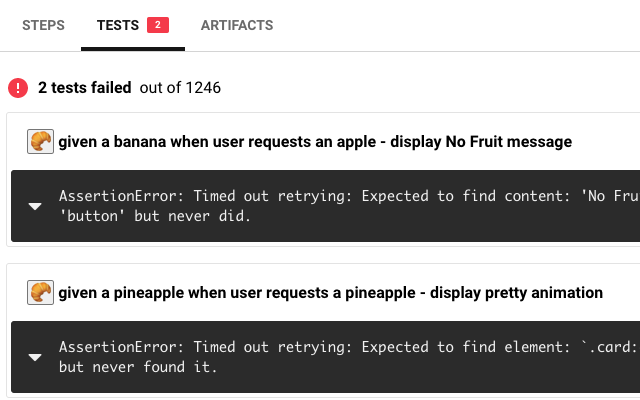 STEPS TESTS 2 ARTIFACTS
! 2 tests failed out of 1246
given a banana when user requests an apple - display No Fruit message
AssertionError: Timed out retrying: Expected to find content: 'No Fru
'button' but never did.
given a pineapple when user requests a pineapple - display pretty animation
AssertionError: Timed out retrying: Expected to find element: `.card:
but never found it.